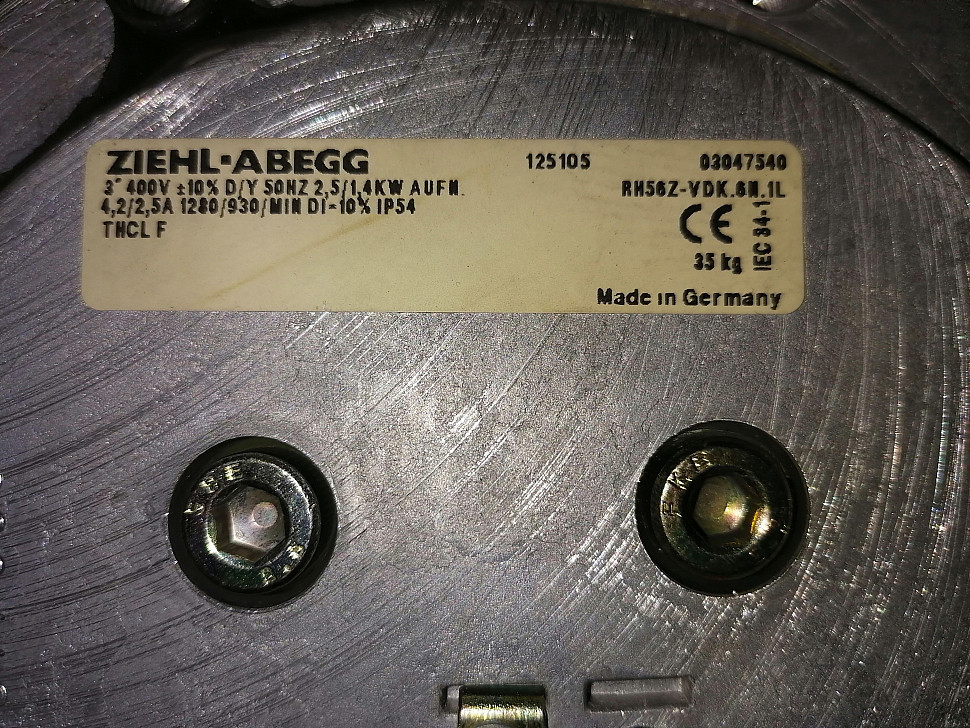 ZIEHL-ABEGG 125105 03047540
3~ 400V ±10% D/Y 50HZ 2,5/1,4KW AUFN. RH56Z-VDK.6N.1L
4,2/2,5A 1280/930/MIN DI=10% IP54
THCL F
CE IEC 34-1
35 kg
Made in Germany